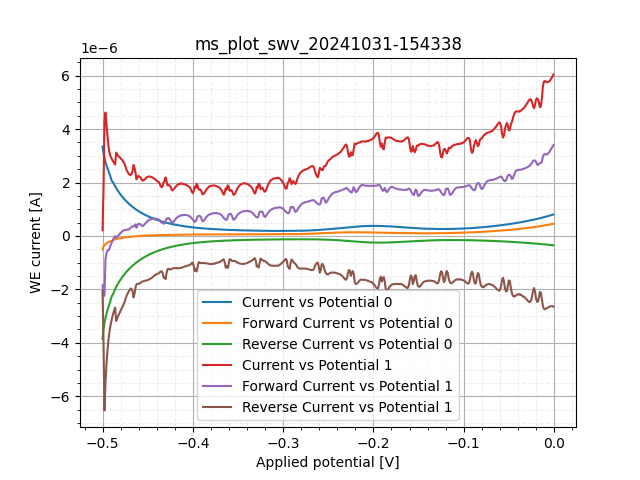 ms_plot_swv_20241031-154338
1e−6
6
4
2
0
−2
−4
−6
WE current [A]
Current vs Potential 0
Forward Current vs Potential 0
Reverse Current vs Potential 0
Current vs Potential 1
Forward Current vs Potential 1
Reverse Current vs Potential 1
−0.5 −0.4 −0.3 −0.2 −0.1 0.0
Applied potential [V]